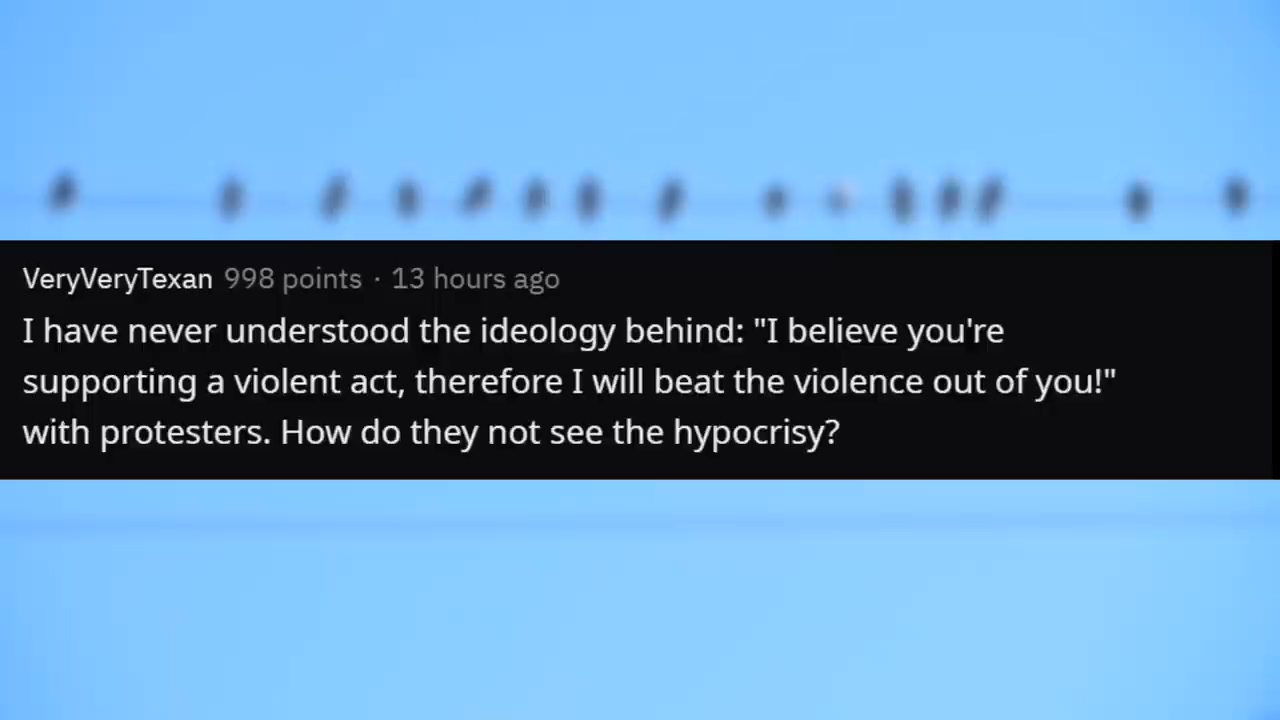 VeryVeryTexan 998 points · 13 hours ago
I have never understood the ideology behind: "I believe you're
supporting a violent act, therefore I will beat the violence out of you!"
with protesters. How do they not see the hypocrisy?